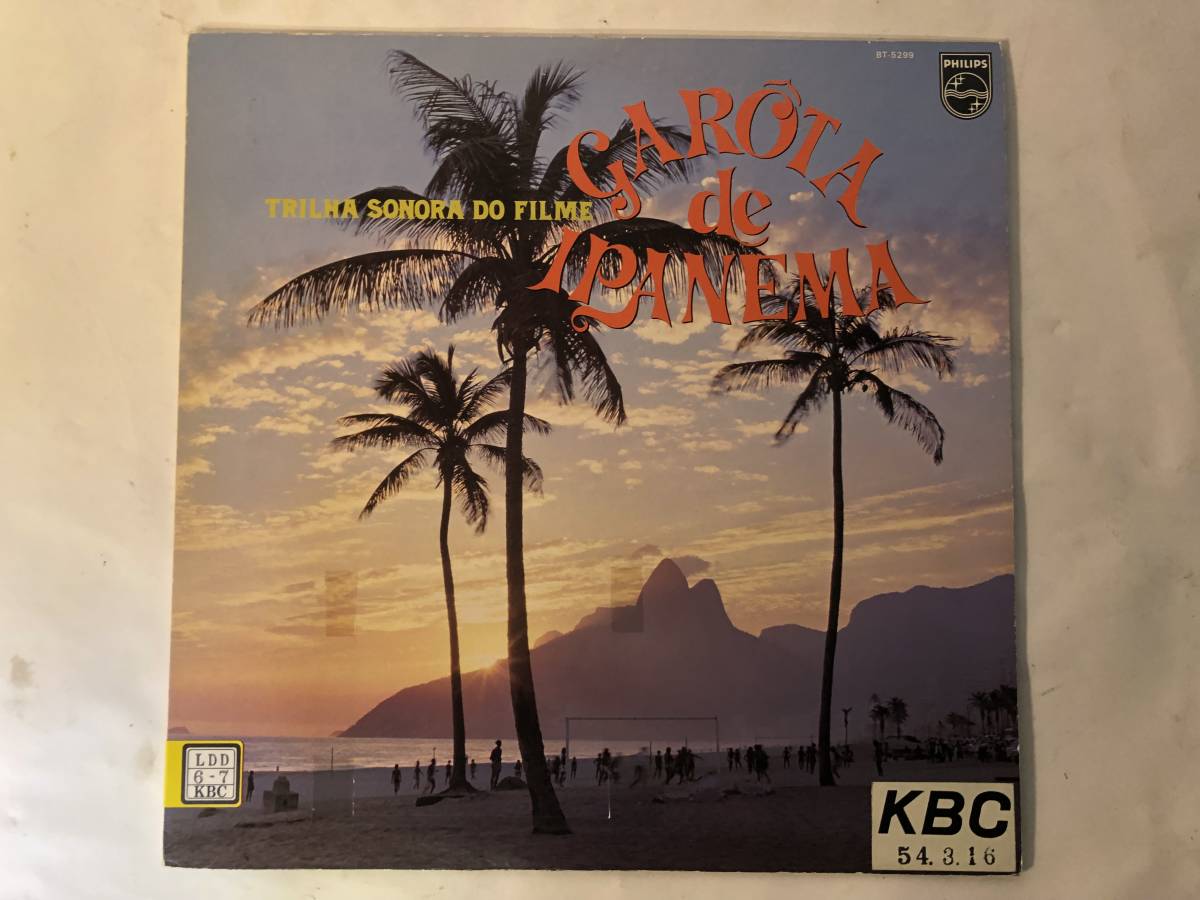 BT-5299
PHILIPS
TRILHA SONORA DO FILME
GARÔTA
de
IPANEMA
LDD
6-7
KBC
KBC
54.3.16